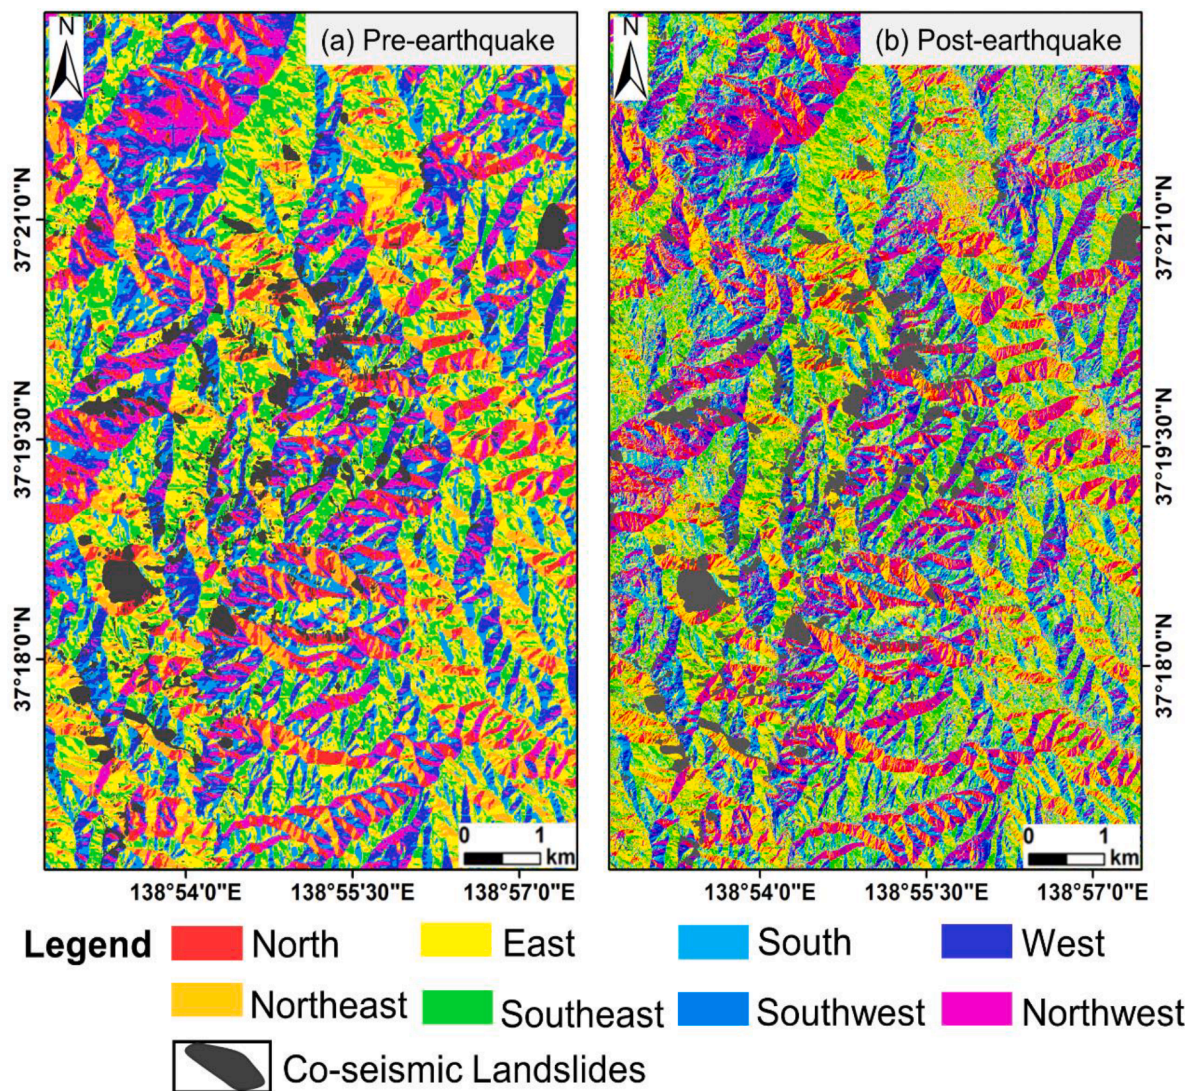 N
(a) Pre-earthquake
N
(b) Post-earthquake
37°21'0"N
37°19'30"N
37°18'0"N
37°21'0"N
37°19'30"N
37°18'0"N
0 1
km
0 1
km
138°54'0"E 138°55'30"E 138°57'0"E
138°54'0"E 138°55'30"E 138°57'0"E
Legend North East South West
Northeast Southeast Southwest Northwest
Co-seismic Landslides